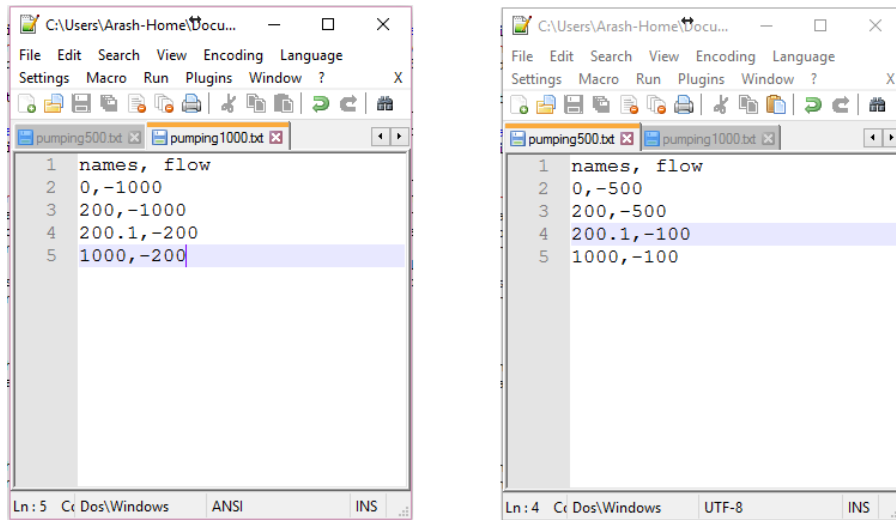 C:\Users\Arash-Home\Docu...
File Edit Search View Encoding Language
Settings Macro Run Plugins Window ? X
pumping500.txt pumping1000.txt
1 names, flow
2 0,-1000
3 200,-1000
4 200.1,-200
5 1000,-200
Ln:5 Dos\Windows ANSI INS
C:\Users\Arash-Home\Docu...
File Edit Search View Encoding Language
Settings Macro Run Plugins Window ? X
pumping500.txt pumping1000.txt
1 names, flow
2 0,-500
3 200,-500
4 200.1,-100
5 1000,-100
Ln:4 Dos\Windows UTF-8 INS